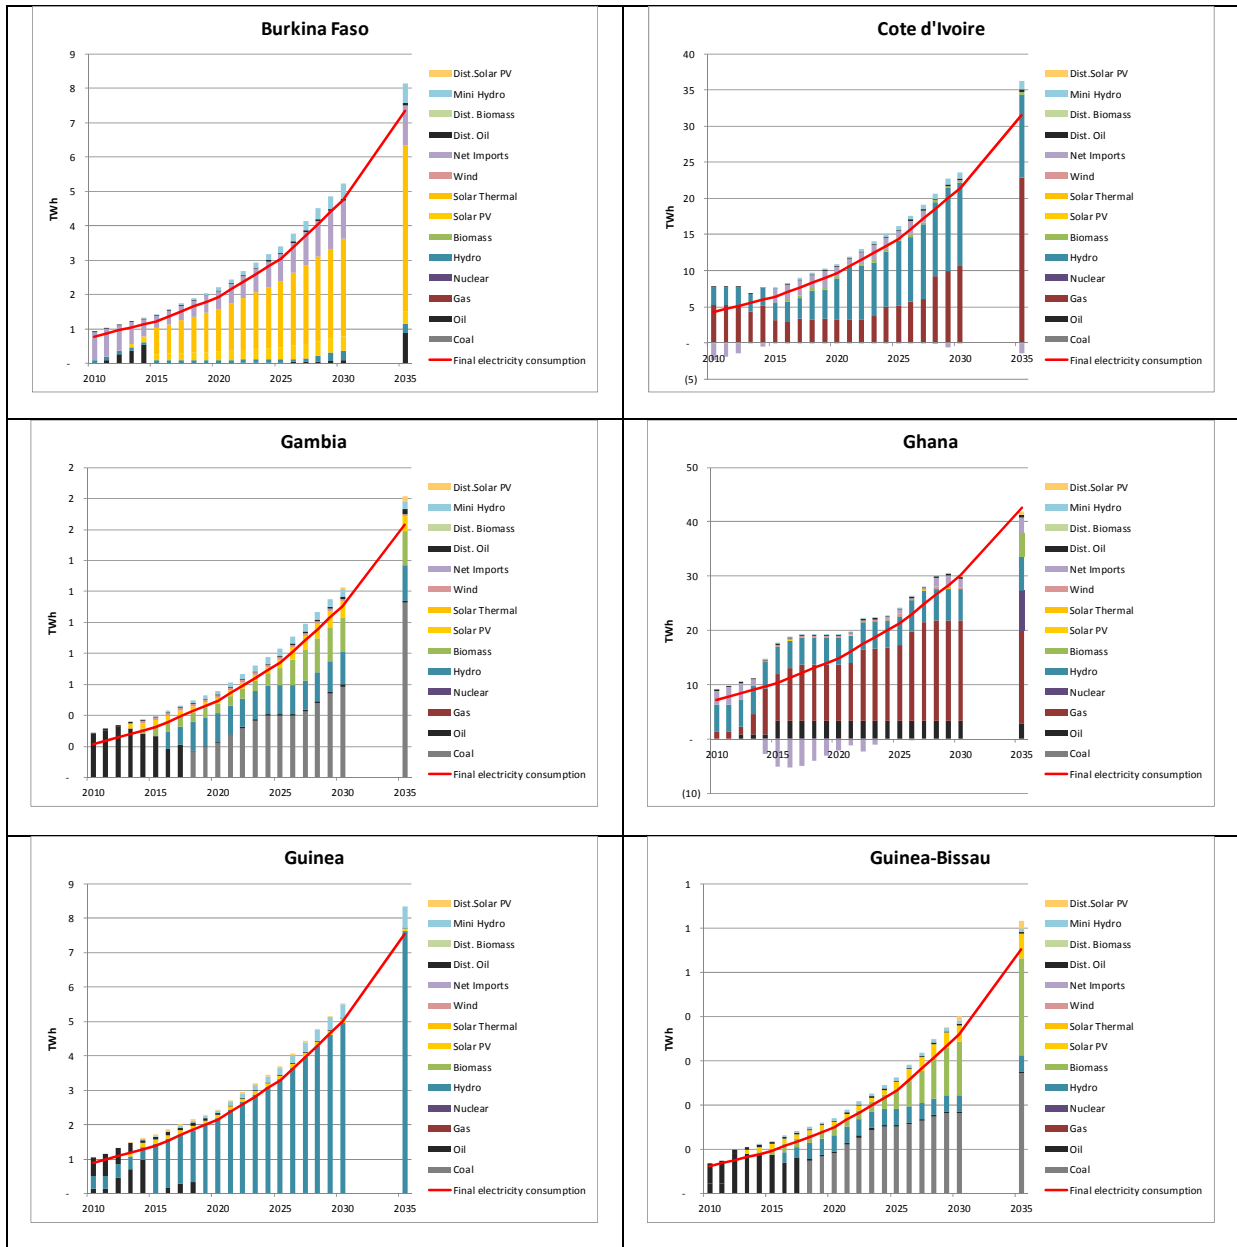 Burkina Faso
9
8
7
6
5
4
3
2
1
-
TWh
2010 2015 2020 2025 2030 2035
Dist.Solar PV
Mini Hydro
Dist. Biomass
Dist. Oil
Net Imports
Wind
Solar Thermal
Solar PV
Biomass
Hydro
Nuclear
Gas
Oil
Coal
Final electricity consumption
Cote d'Ivoire
40
35
30
25
20
15
10
5
-
(5)
TWh
2010 2015 2020 2025 2030 2035
Dist.Solar PV
Mini Hydro
Dist. Biomass
Dist. Oil
Net Imports
Wind
Solar Thermal
Solar PV
Biomass
Hydro
Nuclear
Gas
Oil
Coal
Final electricity consumption
Gambia
2
2
2
1
1
1
1
1
0
0
-
TWh
2010 2015 2020 2025 2030 2035
Dist.Solar PV
Mini Hydro
Dist. Biomass
Dist. Oil
Net Imports
Wind
Solar Thermal
Solar PV
Biomass
Hydro
Nuclear
Gas
Oil
Coal
Final electricity consumption
Ghana
50
40
30
20
10
-
(10)
TWh
2010 2015 2020 2025 2030 2035
Dist.Solar PV
Mini Hydro
Dist. Biomass
Dist. Oil
Net Imports
Wind
Solar Thermal
Solar PV
Biomass
Hydro
Nuclear
Gas
Oil
Coal
Final electricity consumption
Guinea
9
8
7
6
5
4
3
2
1
-
TWh
2010 2015 2020 2025 2030 2035
Dist.Solar PV
Mini Hydro
Dist. Biomass
Dist. Oil
Net Imports
Wind
Solar Thermal
Solar PV
Biomass
Hydro
Nuclear
Gas
Oil
Coal
Final electricity consumption
Guinea-Bissau
1
1
1
0
0
0
0
-
TWh
2010 2015 2020 2025 2030 2035
Dist.Solar PV
Mini Hydro
Dist. Biomass
Dist. Oil
Net Imports
Wind
Solar Thermal
Solar PV
Biomass
Hydro
Nuclear
Gas
Oil
Coal
Final electricity consumption